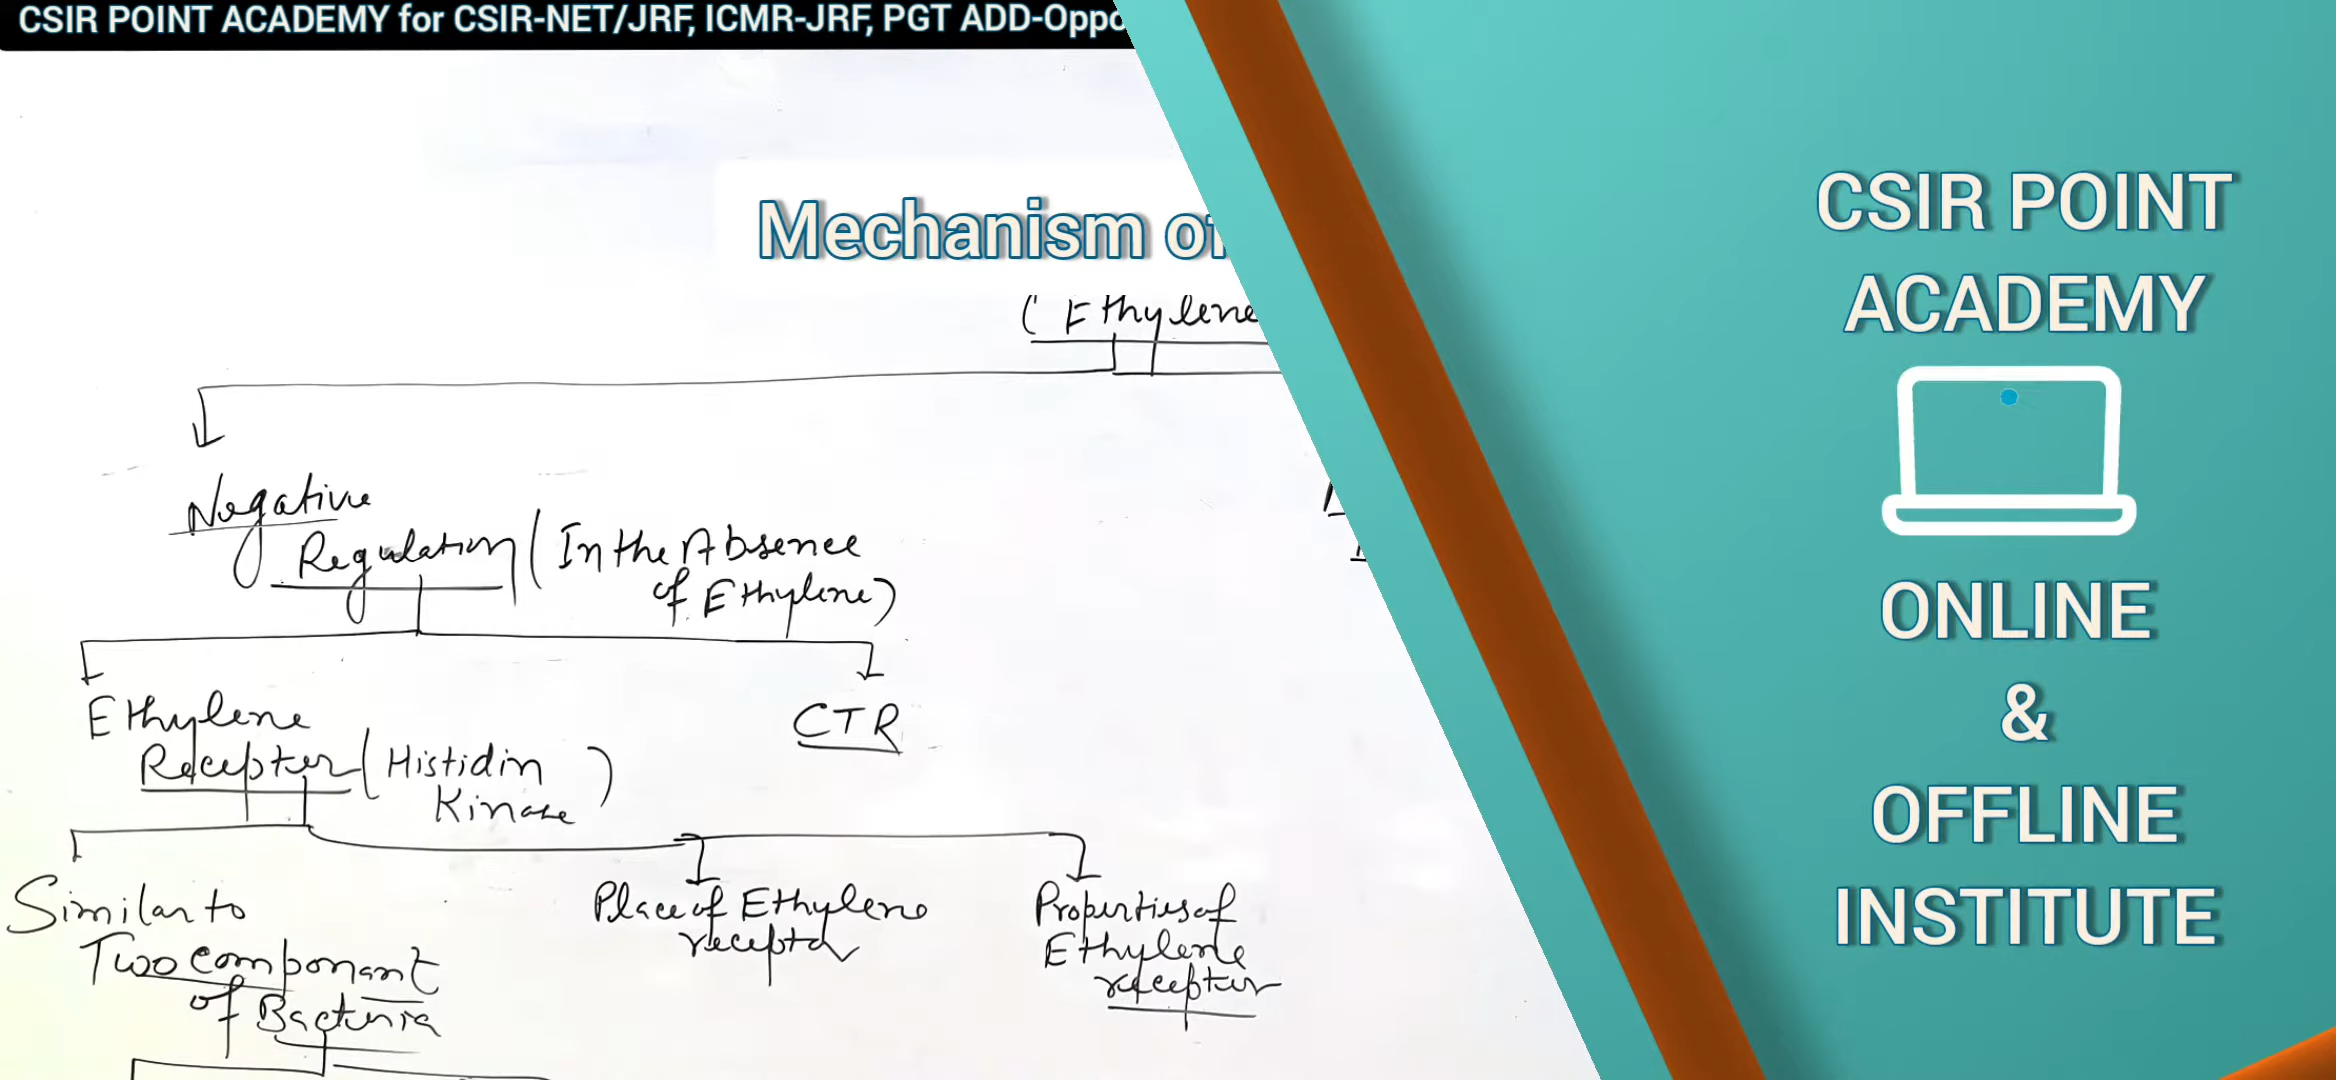 CSIR POINT ACADEMY for CSIR-NET/JRF, ICMR-JRF, PGT ADD-Oppo
Mechanism of
(Ethylene
Negative
Regulation (In the Absence
of Ethylene)
Ethylene
Receptor (Histidin
Kinase)
CTR
Similar to
Two componant
of Bacteria
Place of Ethylene
receptor
Properties of
Ethylene
receptor
CSIR POINT
ACADEMY
ONLINE
&
OFFLINE
INSTITUTE